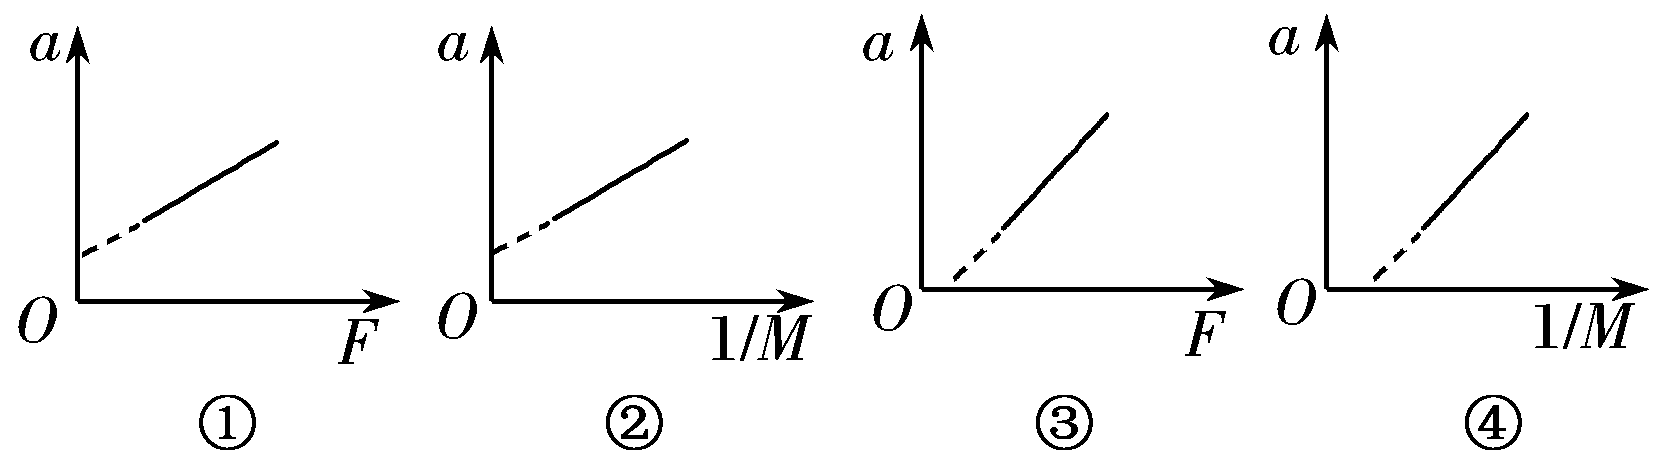 a a a a
O O O O
F 1/M F 1/M
① ② ③ ④